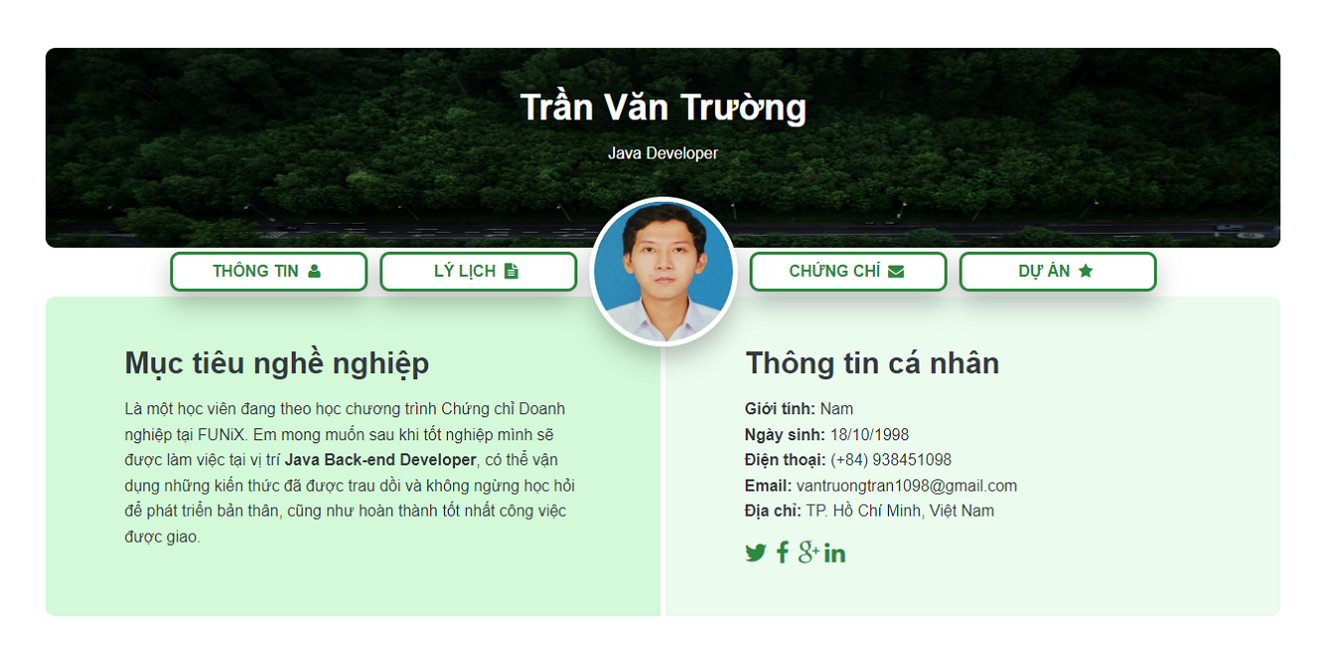 Trần Văn Trường
Java Developer
THÔNG TIN
LÝ LỊCH
CHỨNG CHỈ
DỰ ÁN
Mục tiêu nghề nghiệp
Là một học viên đang theo học chương trình Chứng chỉ Doanh
nghiệp tại FUNiX. Em mong muốn sau khi tốt nghiệp mình sẽ
được làm việc tại vị trí Java Back-end Developer, có thể vận
dụng những kiến thức đã được trau dồi và không ngừng học hỏi
để phát triển bản thân, cũng như hoàn thành tốt nhất công việc
được giao.
Thông tin cá nhân
Giới tính: Nam
Ngày sinh: 18/10/1998
Điện thoại: (+84) 938451098
Email: vantruongtran1098@gmail.com
Địa chỉ: TP. Hồ Chí Minh, Việt Nam